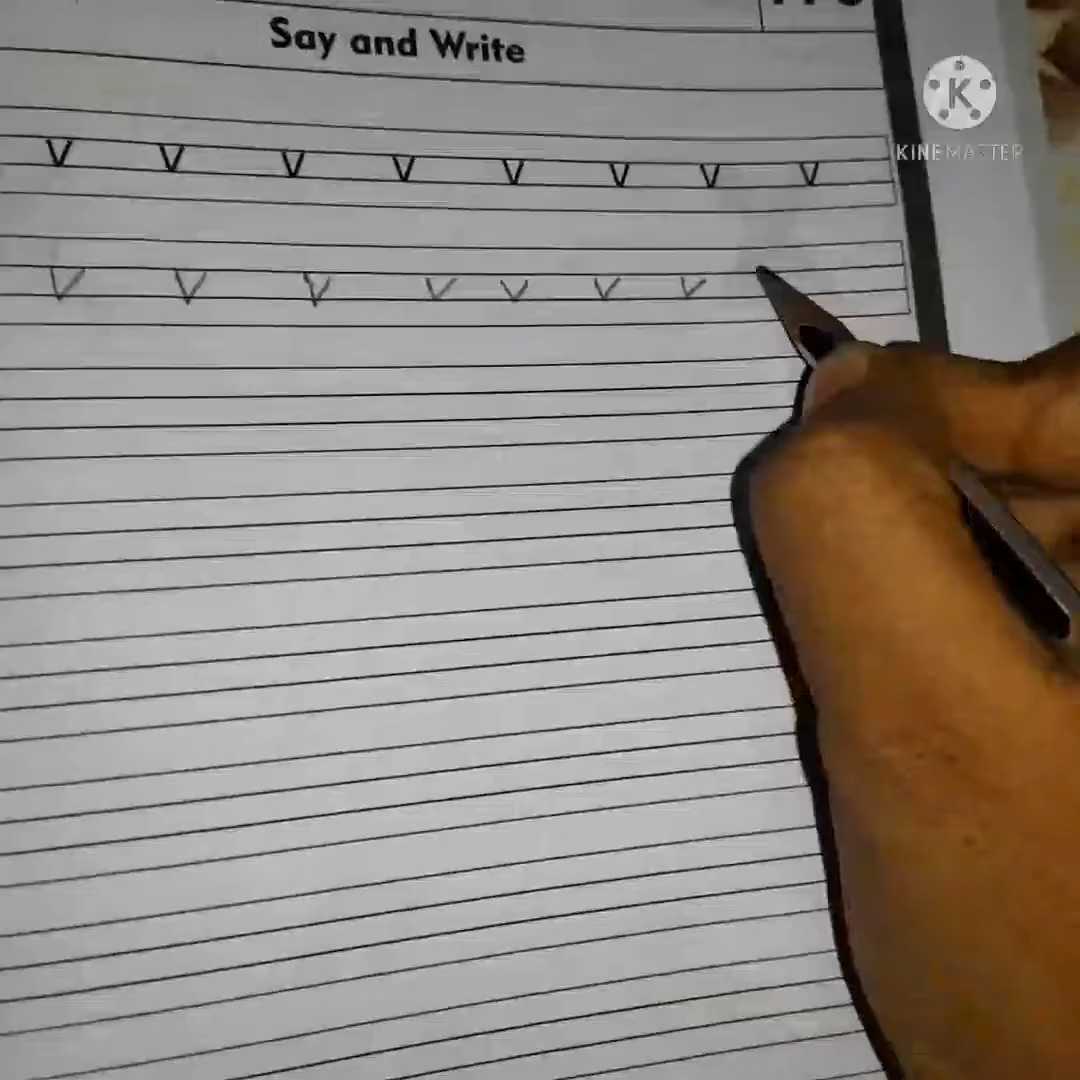 Say and Write
K
KINEMASTER
v v v v v v v v
v v v v v v v